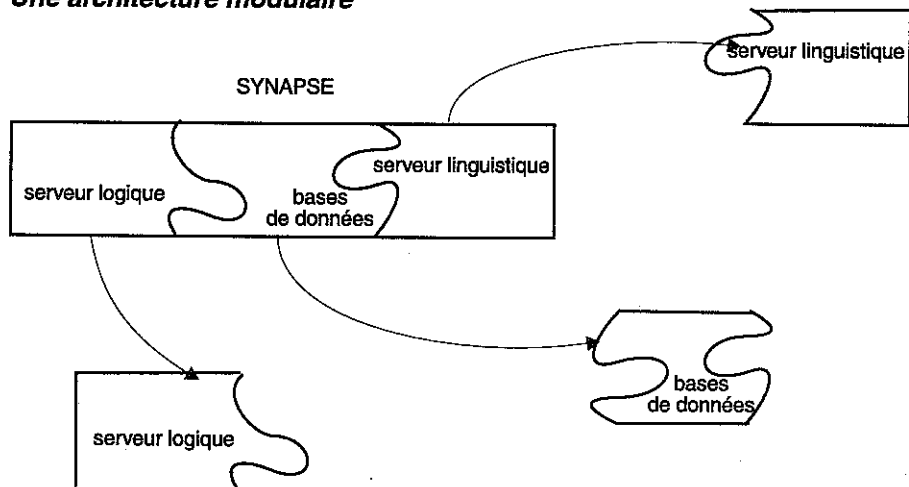 Une architecture modulaire
serveur linguistique
SYNAPSE
serveur logique
bases
de données
serveur linguistique
bases
de données
serveur logique